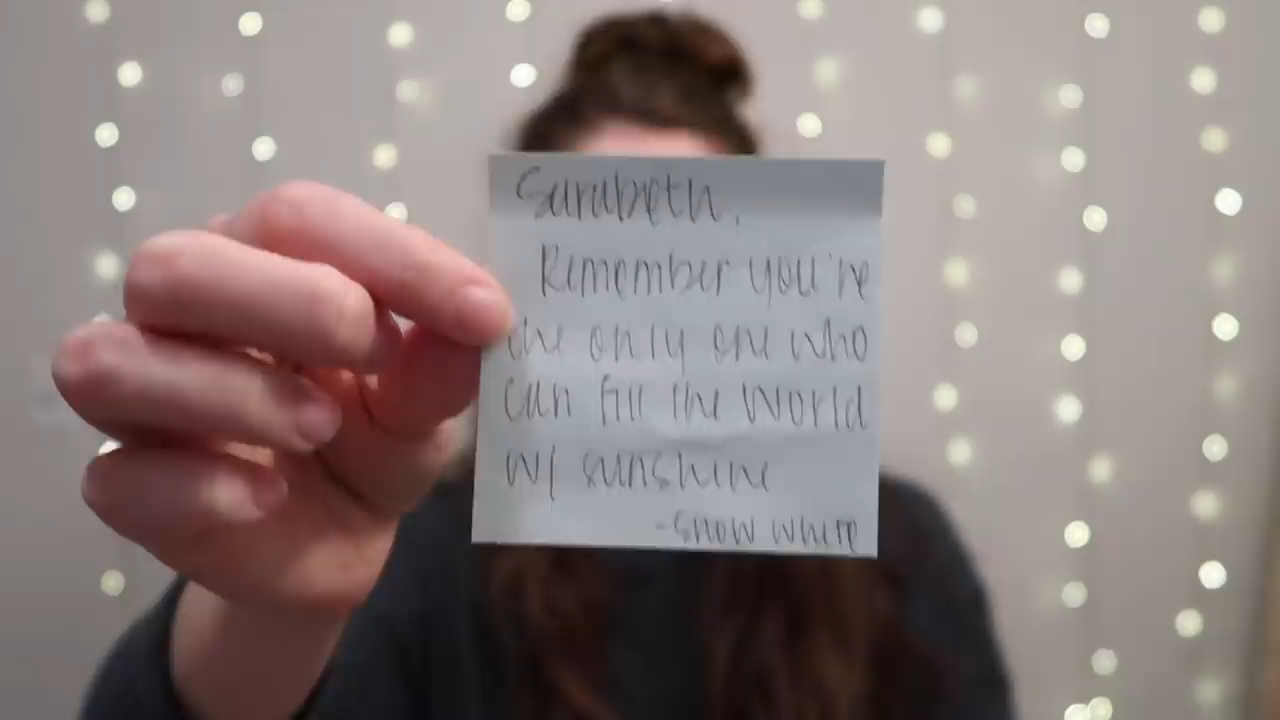 Sarabeth,
Remember you're
the only one who
can fill the world
w/ sunshine
-Snow White